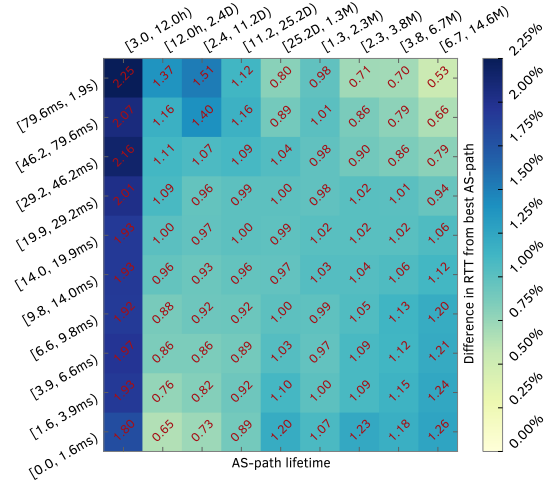 [3.0, 12.0h)
[12.0h, 2.4D)
[2.4, 11.2D)
[11.2, 25.2D)
[25.2D, 1.3M)
[1.3, 2.3M)
[2.3, 3.8M)
[3.8, 6.7M)
[6.7, 14.6M)
[79.6ms, 1.9s) 2.25 1.37 1.51 1.12 0.80 0.98 0.71 0.70 0.53
[46.2, 79.6ms) 2.07 1.16 1.40 1.16 0.89 1.01 0.86 0.79 0.66
[29.2, 46.2ms) 2.16 1.11 1.07 1.09 1.04 0.98 0.90 0.86 0.79
[19.9, 29.2ms) 2.01 1.09 0.96 0.99 1.00 0.98 1.02 1.01 0.94
[14.0, 19.9ms) 1.00 0.97 1.00 0.99 1.02 1.02 1.02 1.06
[9.8, 14.0ms) 0.96 0.93 0.96 0.97 1.03 1.04 1.06 1.12
[6.6, 9.8ms) 0.88 0.92 0.92 1.00 0.99 1.05 1.13 1.20
[3.9, 6.6ms) 0.86 0.86 0.89 1.03 0.97 1.09 1.12 1.21
[1.6, 3.9ms) 0.76 0.82 0.92 1.10 1.00 1.09 1.15 1.24
[0.0, 1.6ms) 1.80 0.65 0.73 0.89 1.20 1.07 1.23 1.18 1.26
AS-path lifetime
Difference in RTT from best AS-path
2.25%
2.00%
1.75%
1.50%
1.25%
1.00%
0.75%
0.50%
0.25%
0.00%